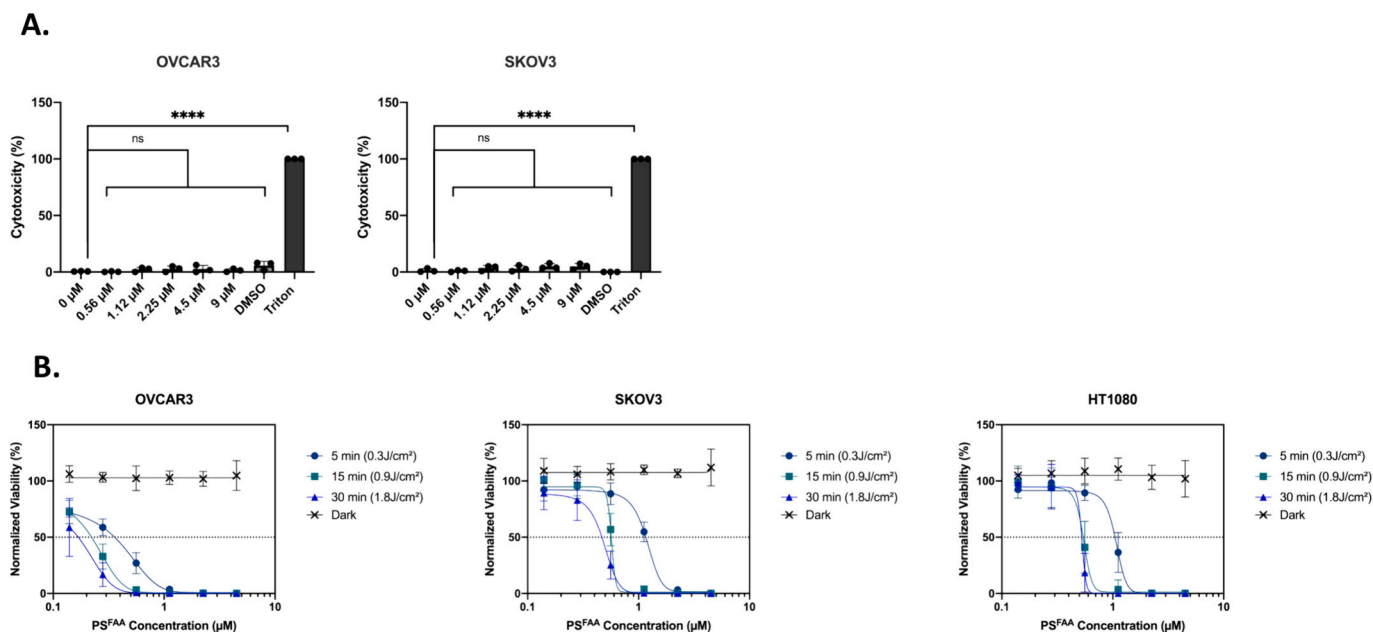 A.
OVCAR3
SKOV3
Cytotoxicity (%)
150
100
50
0
****
ns
0 µM
0.56 µM
1.12 µM
2.25 µM
4.5 µM
9 µM
DMSO
Triton
Cytotoxicity (%)
150
100
50
0
****
ns
0 µM
0.56 µM
1.12 µM
2.25 µM
4.5 µM
9 µM
DMSO
Triton
B.
OVCAR3
Normalized Viability (%)
150
100
50
0
0.1
1
10
PSFAA Concentration (µM)
5 min (0.3J/cm²)
15 min (0.9J/cm²)
30 min (1.8J/cm²)
Dark
SKOV3
Normalized Viability (%)
150
100
50
0
0.1
1
10
PSFAA Concentration (µM)
5 min (0.3J/cm²)
15 min (0.9J/cm²)
30 min (1.8J/cm²)
Dark
HT1080
Normalized Viability (%)
150
100
50
0
0.1
1
10
PSFAA Concentration (µM)
5 min (0.3J/cm²)
15 min (0.9J/cm²)
30 min (1.8J/cm²)
Dark